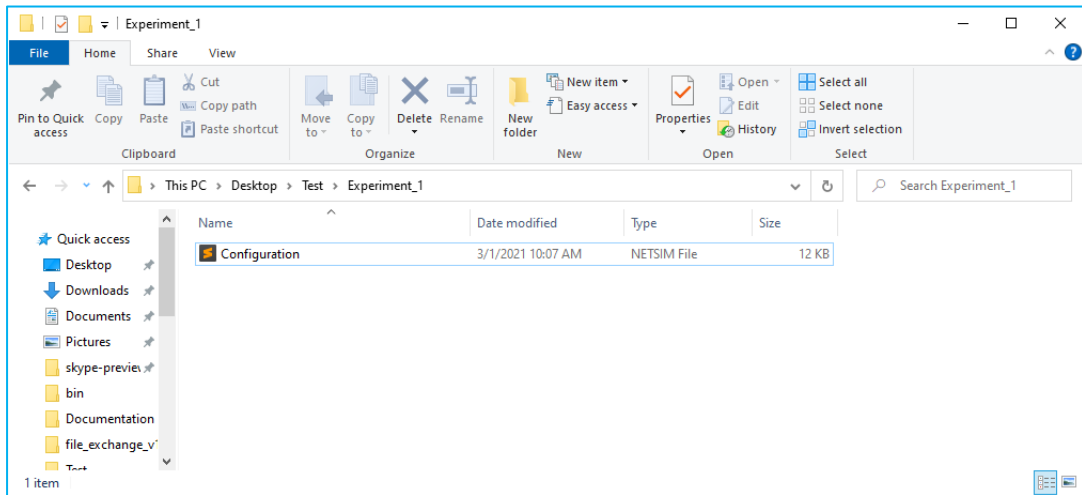 Experiment_1
File Home Share View
Pin to Quick access
Copy
Paste
Cut
Copy path
Paste shortcut
Clipboard
Move to
Copy to
Delete
Rename
Organize
New folder
New item
Easy access
New
Properties
Open
Edit
History
Open
Select all
Select none
Invert selection
Select
This PC > Desktop > Test > Experiment_1
Search Experiment_1
Name Date modified Type Size
Configuration 3/1/2021 10:07 AM NETSIM File 12 KB
Quick access
Desktop
Downloads
Documents
Pictures
skype-previev
bin
Documentation
file_exchange_v
Test
1 item